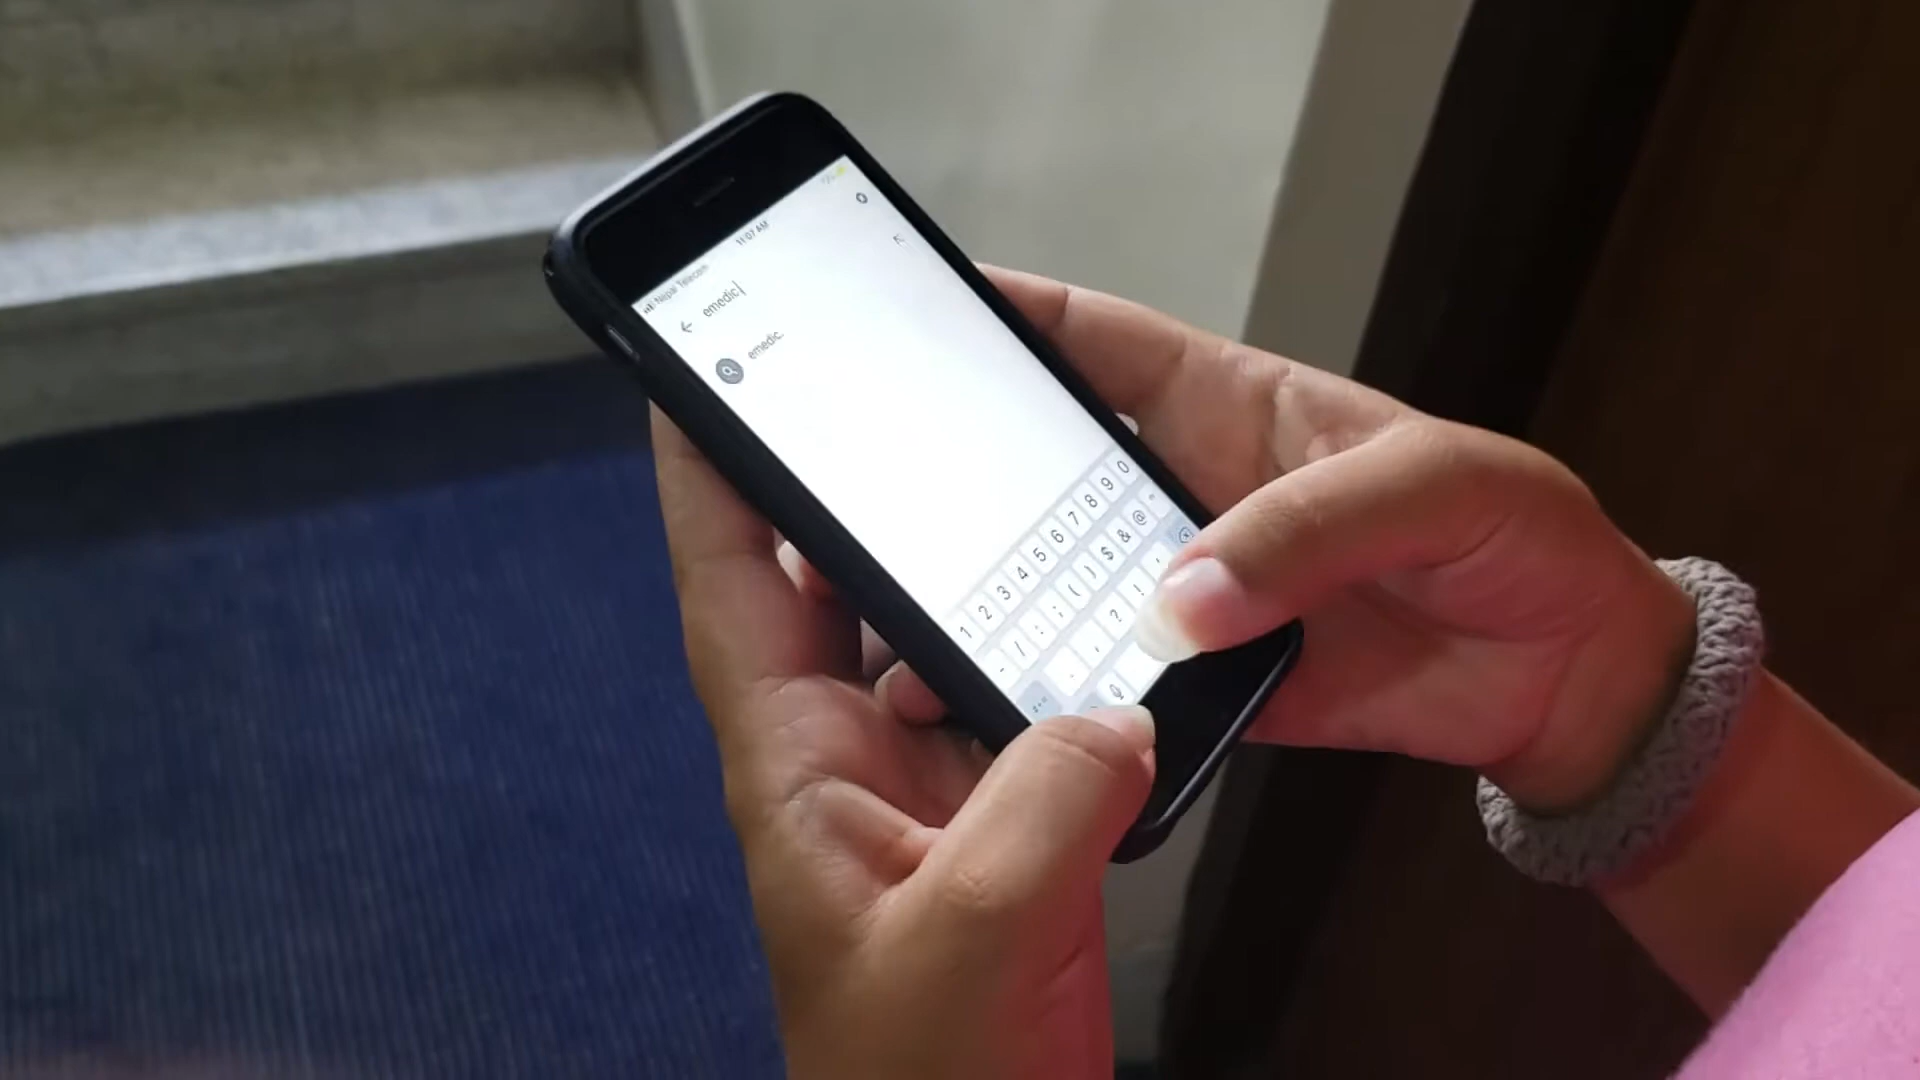 Nepal Telecom 11:07 AM
emedic
emedic.
1 2 3 4 5 6 7 8 9 0
- / : ; ( ) $ & @ "
. , ? ! '